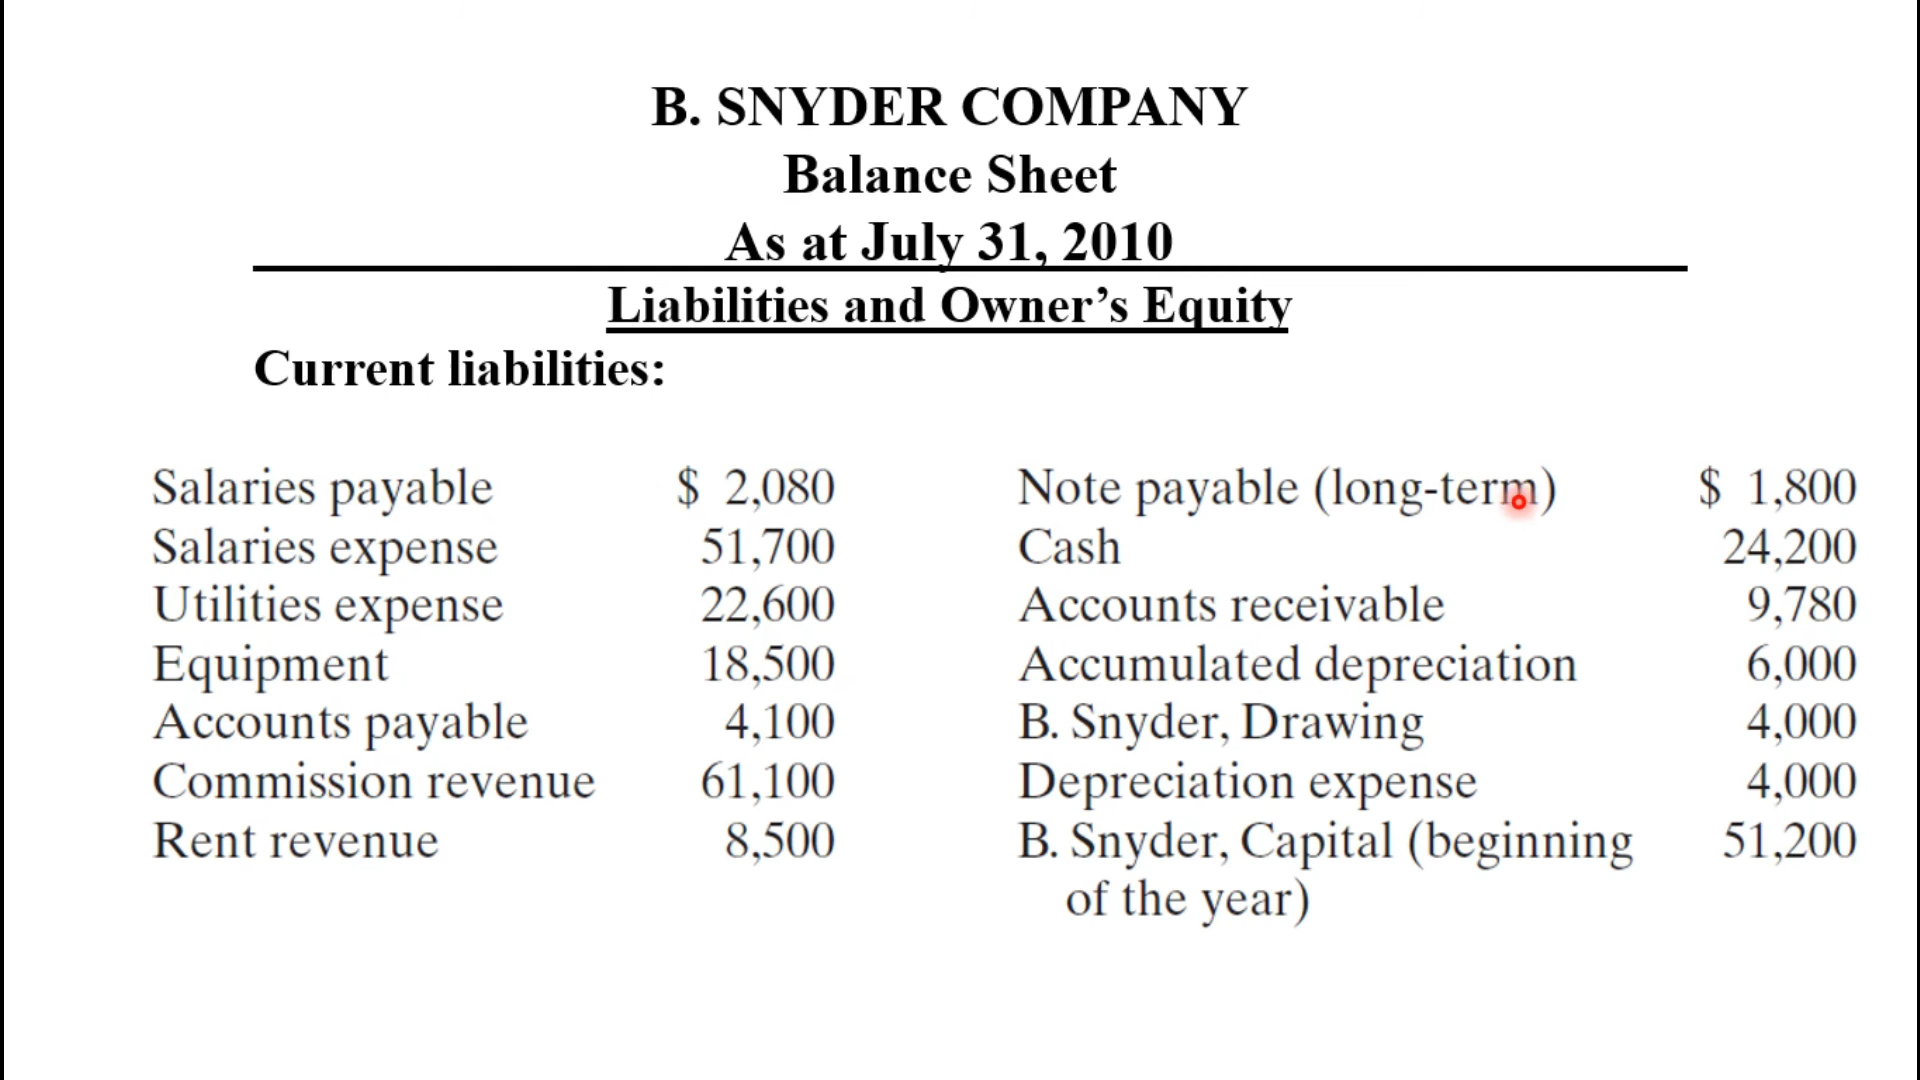 B. SNYDER COMPANY
Balance Sheet
As at July 31, 2010
Liabilities and Owner’s Equity
Current liabilities:
Salaries payable $ 2,080
Salaries expense 51,700
Utilities expense 22,600
Equipment 18,500
Accounts payable 4,100
Commission revenue 61,100
Rent revenue 8,500
Note payable (long-term) $ 1,800
Cash 24,200
Accounts receivable 9,780
Accumulated depreciation 6,000
B. Snyder, Drawing 4,000
Depreciation expense 4,000
B. Snyder, Capital (beginning 51,200
of the year)